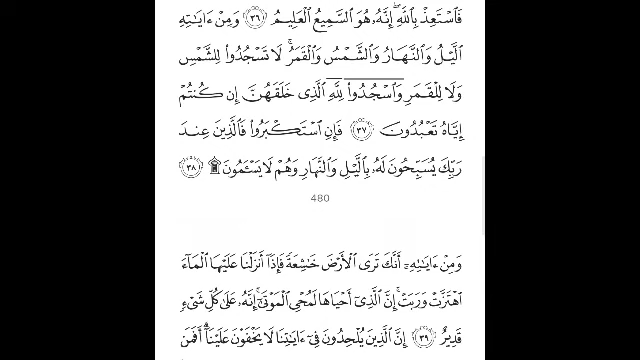 فَٱسۡتَعِذۡ بِٱللَّهِۖ إِنَّهُۥ هُوَ ٱلسَّمِيعُ ٱلۡعَلِيمُ ٣٦ وَمِنۡ ءَايَٰتِهِ
ٱلَّيۡلُ وَٱلنَّهَارُ وَٱلشَّمۡسُ وَٱلۡقَمَرُۚ لَا تَسۡجُدُواْ لِلشَّمۡسِ
وَلَا لِلۡقَمَرِ وَٱسۡجُدُواْۤ لِلَّهِۤ ٱلَّذِي خَلَقَهُنَّ إِن كُنتُمۡ
إِيَّاهُ تَعۡبُدُونَ ٣٧ فَإِنِ ٱسۡتَكۡبَرُواْ فَٱلَّذِينَ عِندَ
رَبِّكَ يُسَبِّحُونَ لَهُۥ بِٱلَّيۡلِ وَٱلنَّهَارِ وَهُمۡ لَا يَسۡـَٔمُونَ ۩ ٣٨
480
وَمِنۡ ءَايَٰتِهِۦٓ أَنَّكَ تَرَى ٱلۡأَرۡضَ خَٰشِعَةٗ فَإِذَآ أَنزَلۡنَا عَلَيۡهَا ٱلۡمَآءَ
ٱهۡتَزَّتۡ وَرَبَتۡۚ إِنَّ ٱلَّذِيٓ أَحۡيَاهَا لَمُحۡيِ ٱلۡمَوۡتَىٰٓۚ إِنَّهُۥ عَلَىٰ كُلِّ شَيۡءٖ
قَدِيرٌ ٣٩ إِنَّ ٱلَّذِينَ يُلۡحِدُونَ فِيٓ ءَايَٰتِنَا لَا يَخۡفَوۡنَ عَلَيۡنَآۗ أَفَمَن